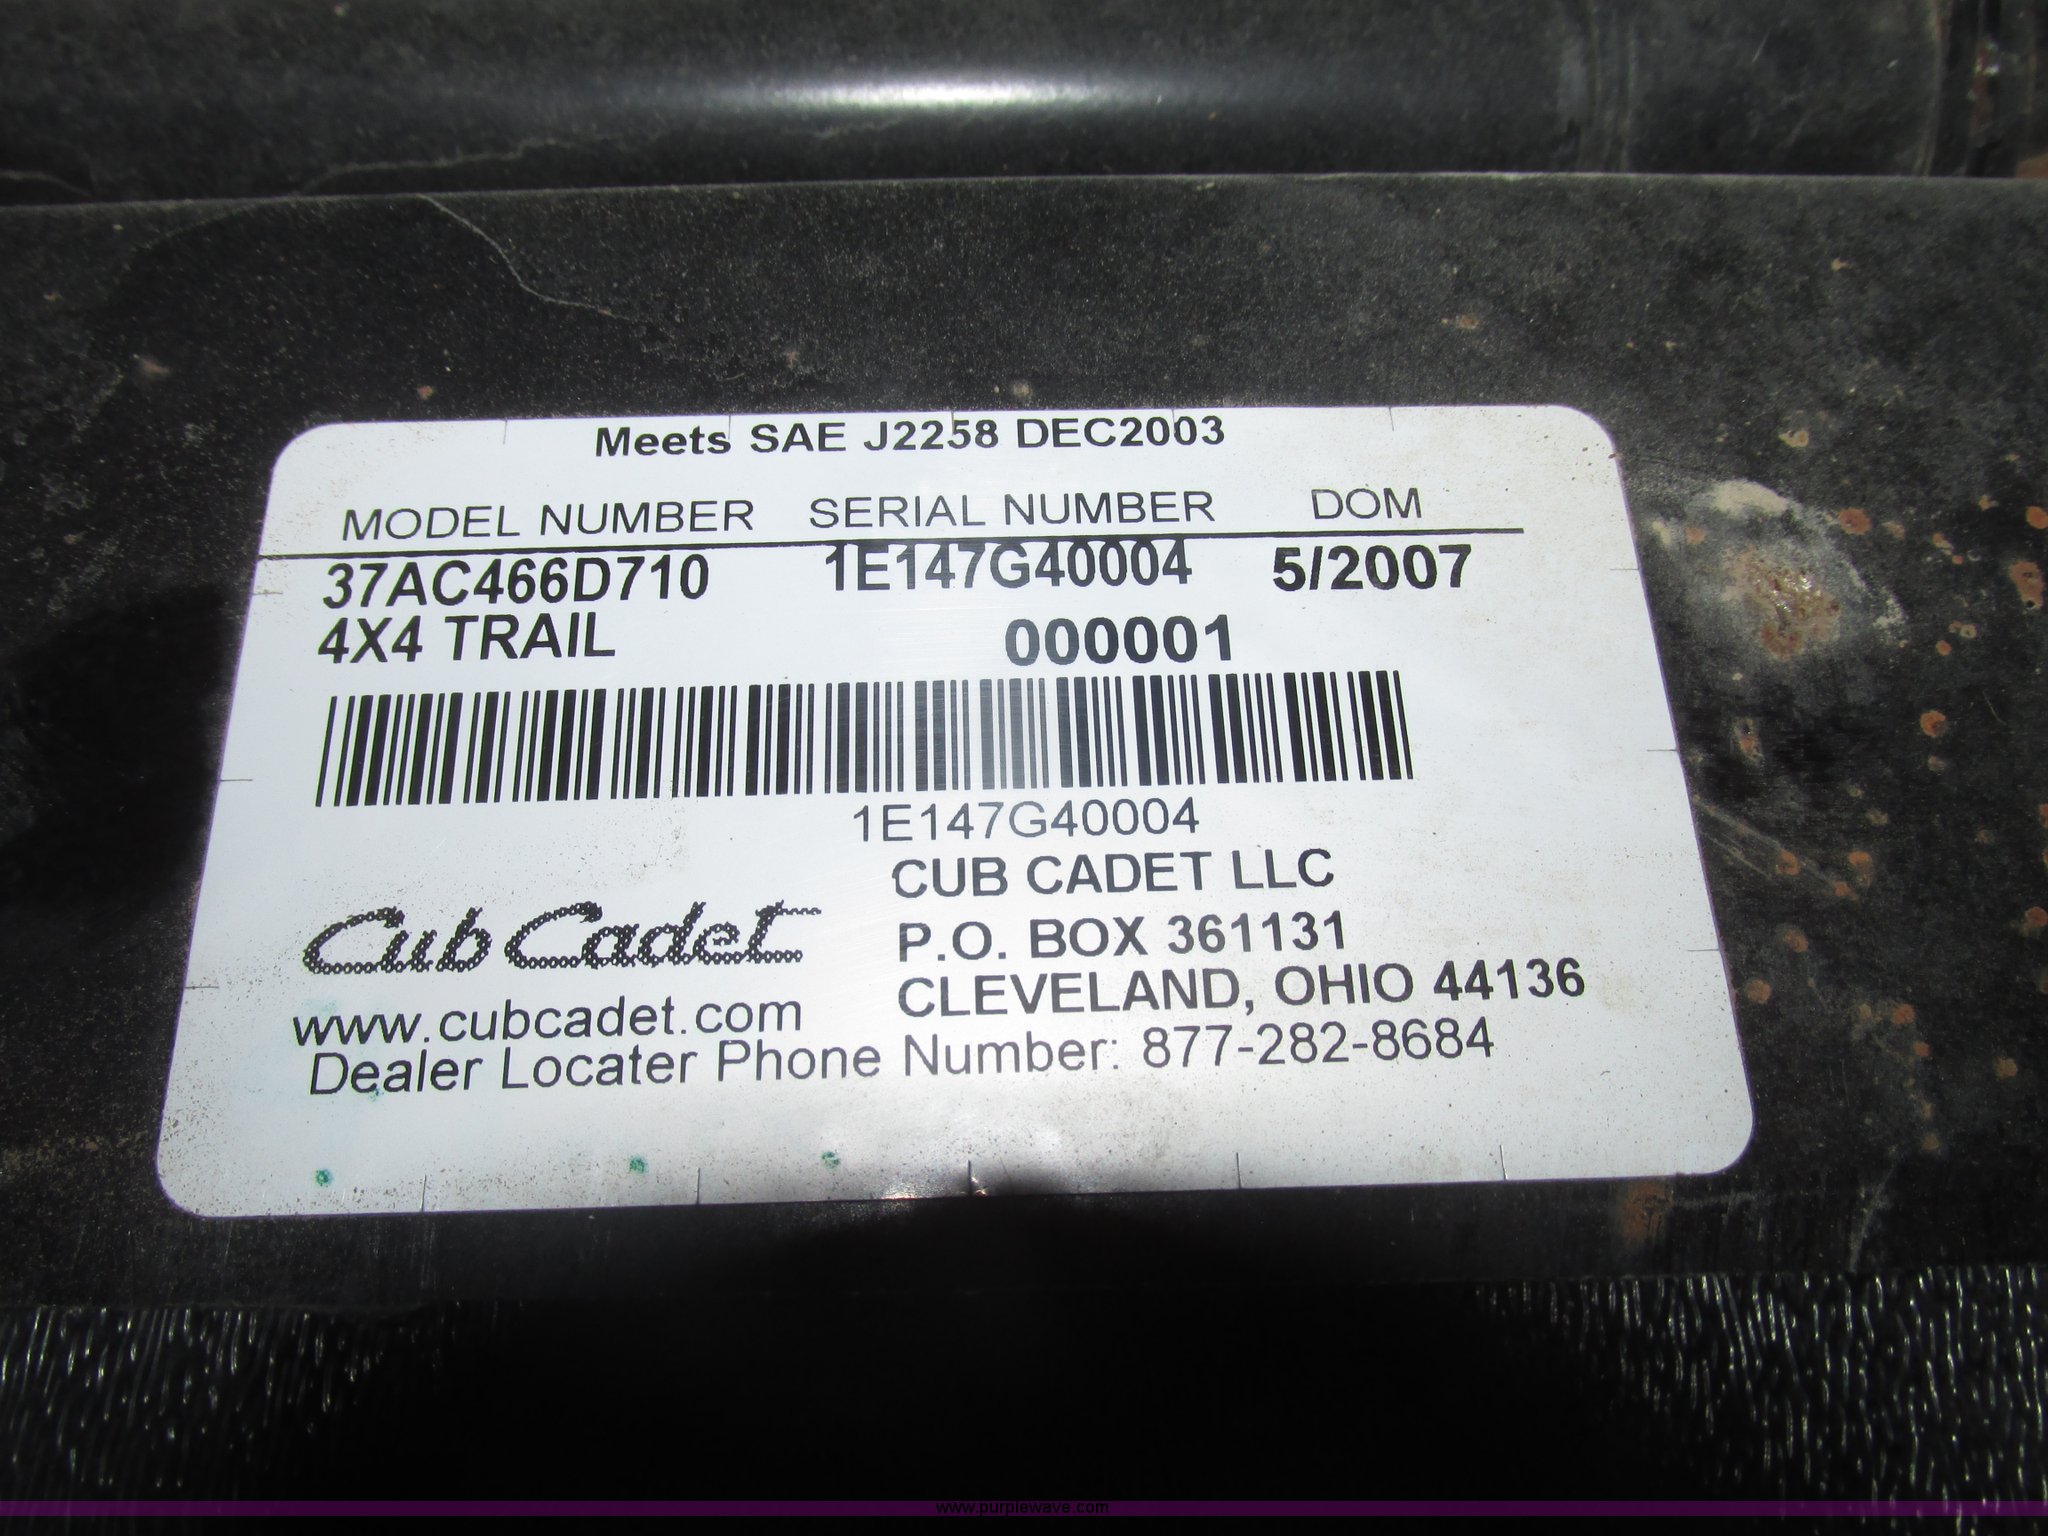 Meets SAE J2258 DEC2003
MODEL NUMBER SERIAL NUMBER DOM
37AC466D710 1E147G40004 5/2007
4X4 TRAIL 000001
1E147G40004
CUB CADET LLC
P.O. BOX 361131
Cub Cadet
CLEVELAND, OHIO 44136
www.cubcadet.com
Dealer Locater Phone Number: 877-282-8684
www.purplewave.com